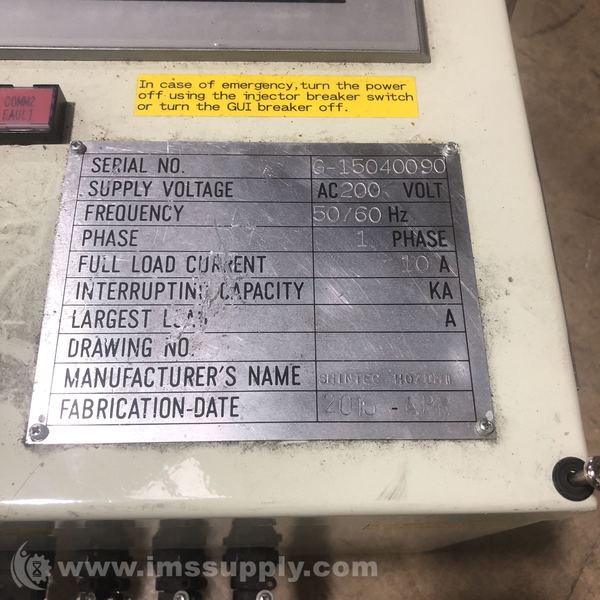 In case of emergency,turn the power
off using the injector breaker switch
or turn the GUI breaker off.
COMM2
FAULT
SERIAL NO. G-15040090
SUPPLY VOLTAGE AC200 VOLT
FREQUENCY 50/60 Hz
PHASE 1 PHASE
FULL LOAD CURRENT 10 A
INTERRUPTING CAPACITY KA
LARGEST A
DRAWING NO.
MANUFACTURER'S NAME SHINTEC HOZUMI
FABRICATION-DATE
www.imssupply.com